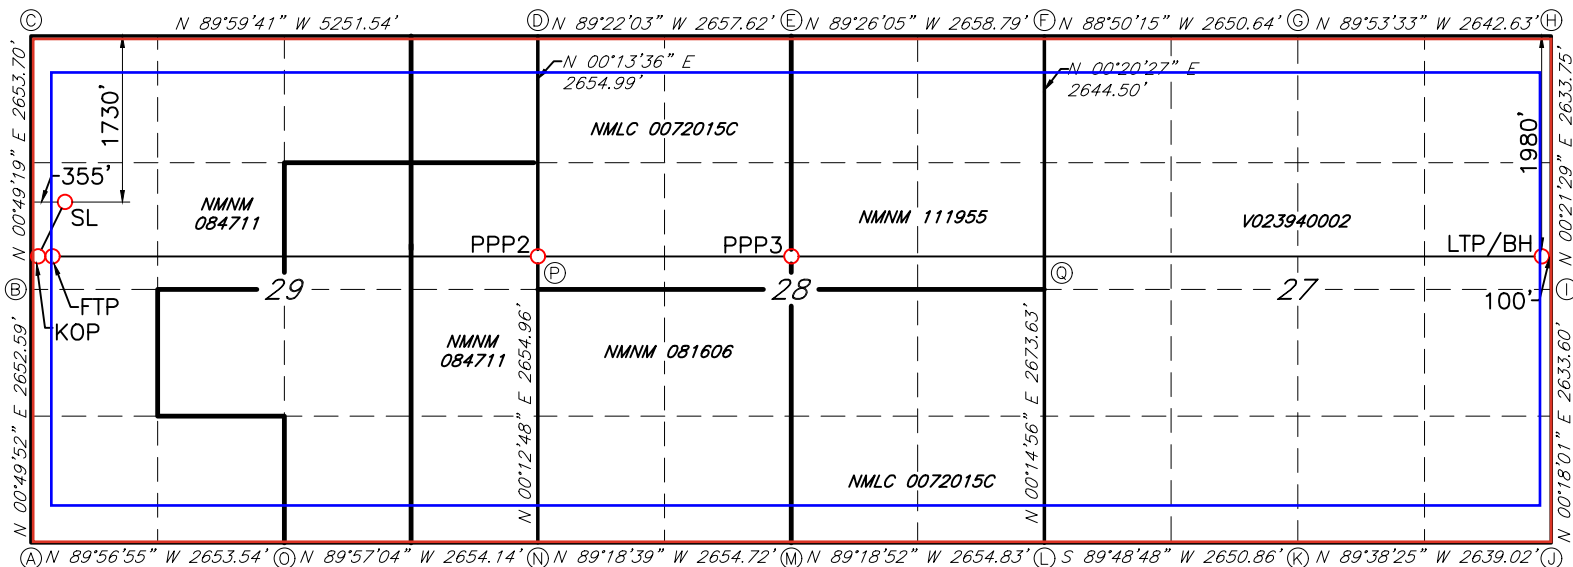 C
N 89°59'41" W 5251.54'
D
N 89°22'03" W 2657.62'
E
N 89°26'05" W 2658.79'
F
S 88°50'15" W 2650.64'
G
N 89°53'33" W 2642.63'
H
N 00°49'19" E 2653.70'
1730'
N 00°13'36" E
2654.99'
N 00°20'27" E
2644.50'
1980'
N 00°21'29" E 2633.75'
NMLC 0072015C
355'
SL
NMNM
084711
NMNM 111955
V023940002
PPP2
PPP3
LTP/BH
P
Q
B
29
28
27
I
FTP
KOP
100'
N 00°49'52" E 2652.59'
NMNM
084711
N 00°12'48" E 2654.96'
NMNM 081606
N 00°14'56" E 2673.63'
N 00°18'01" E 2633.60'
NMLC 0072015C
A
N 89°56'55" W 2653.54'
O
N 89°57'04" W 2654.14'
N
N 89°18'39" W 2654.72'
M
N 89°18'52" W 2654.83'
L
S 89°48'48" W 2650.86'
K
N 89°38'25" W 2639.02'
J